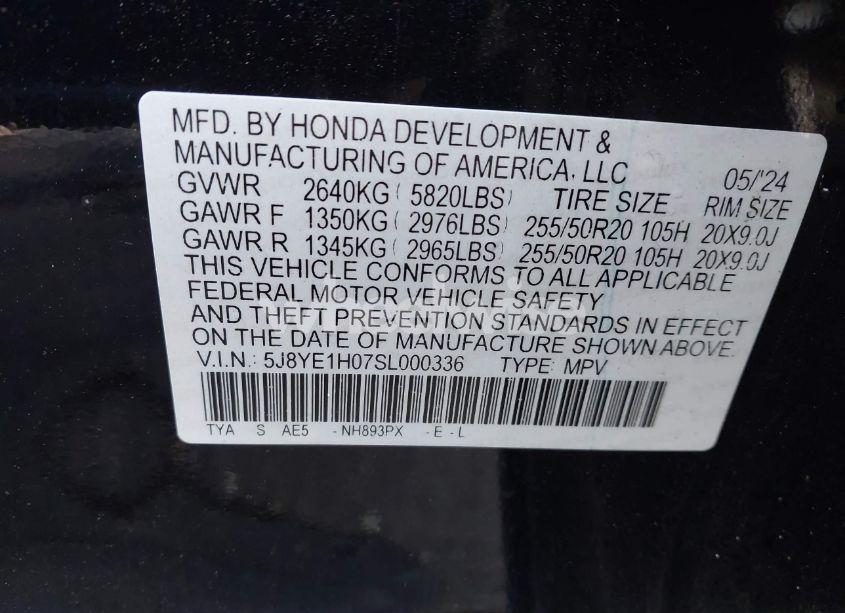 MFD. BY HONDA DEVELOPMENT &
MANUFACTURING OF AMERICA, LLC 05/'24
GVWR 2640KG ( 5820LBS) TIRE SIZE RIM SIZE
GAWR F 1350KG ( 2976LBS) 255/50R20 105H 20X9.0J
GAWR R 1345KG ( 2965LBS) 255/50R20 105H 20X9.0J
THIS VEHICLE CONFORMS TO ALL APPLICABLE
FEDERAL MOTOR VEHICLE SAFETY
AND THEFT PREVENTION STANDARDS IN EFFECT
ON THE DATE OF MANUFACTURE SHOWN ABOVE.
V.I.N.: 5J8YE1H07SL000336 TYPE: MPV
TYA S AE5 - NH893PX - E - L